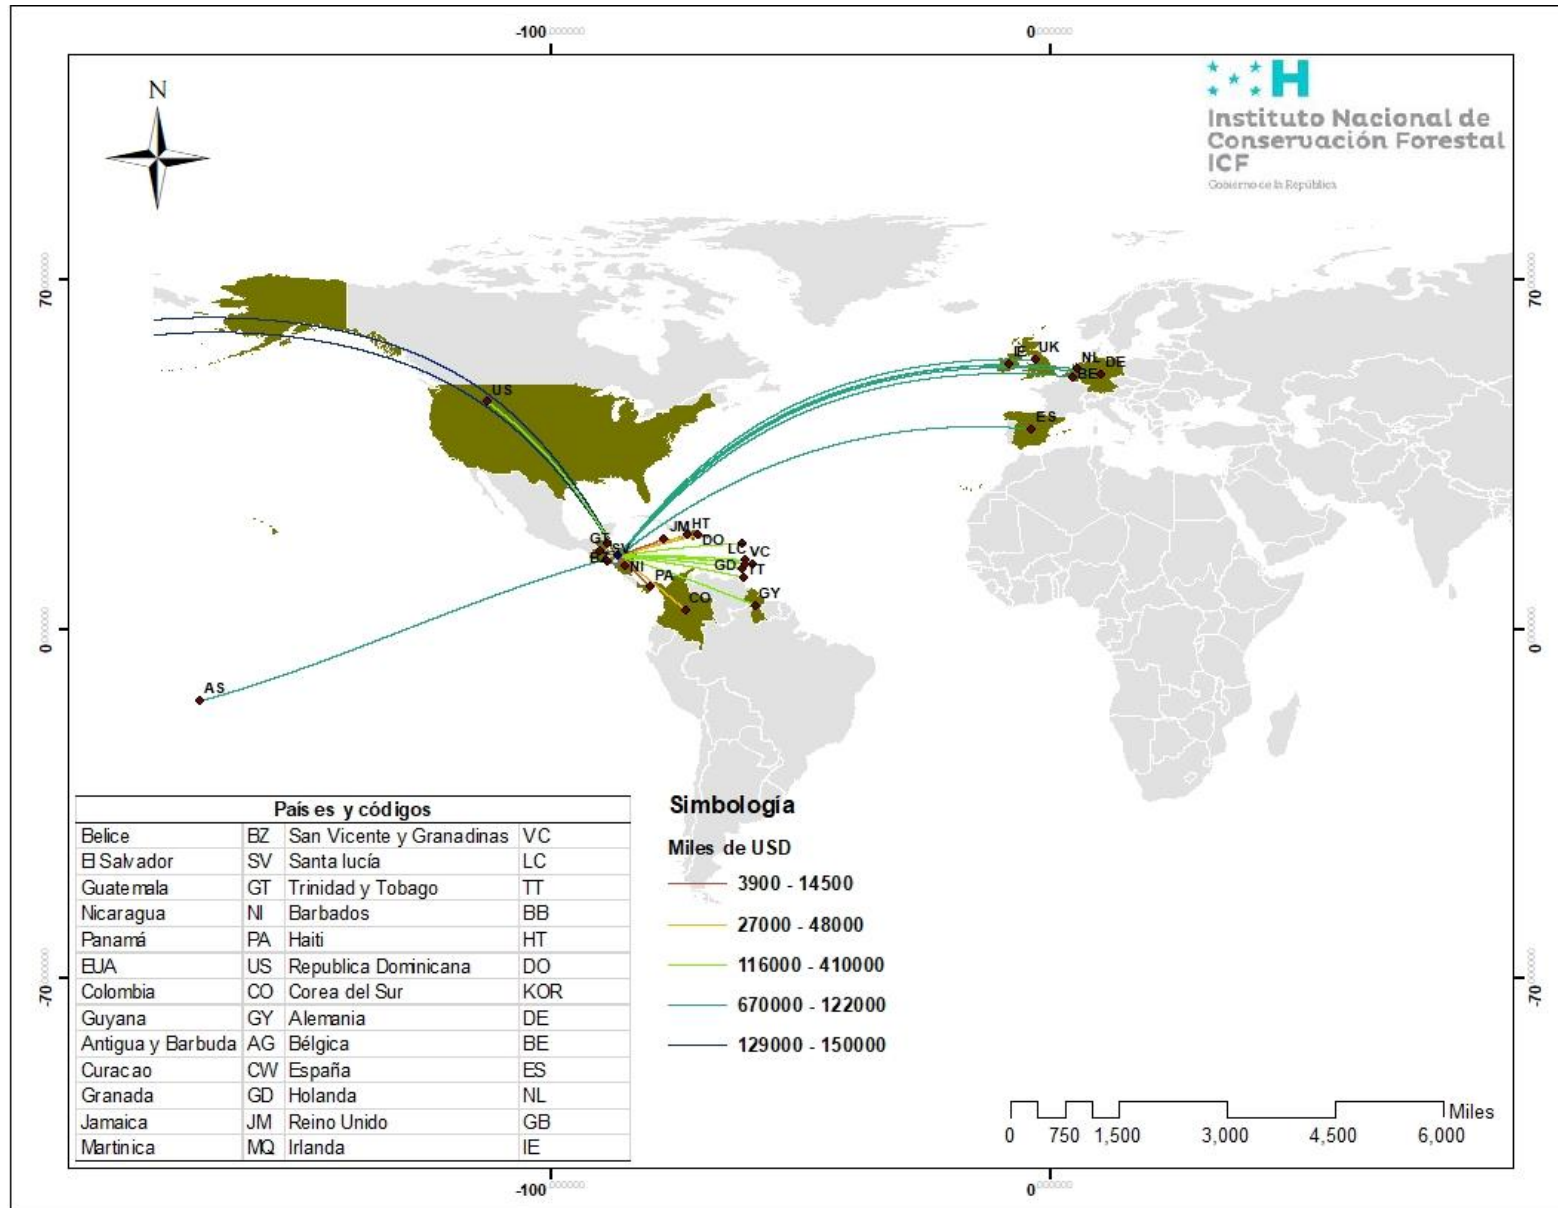 -100
0
N
H
Instituto Nacional de
Conservación Forestal
ICF
Gobierno de la República
70
70
US
IE
UK
NL
DE
BE
ES
JM
HT
DO
GT
SV
NI
LC
VC
GD
TT
PA
GY
CO
0
0
AS
Países y códigos
Belice BZ San Vicente y Granadinas VC
El Salvador SV Santa lucía LC
Guatemala GT Trinidad y Tobago TT
Nicaragua NI Barbados BB
Panamá PA Haiti HT
EUA US Republica Dominicana DO
Colombia CO Corea del Sur KOR
Guyana GY Alemania DE
Antigua y Barbuda AG Bélgica BE
Curacao CW España ES
Granada GD Holanda NL
Jamaica JM Reino Unido GB
Martinica MQ Irlanda IE
Simbología
Miles de USD
3900 - 14500
27000 - 48000
116000 - 410000
670000 - 122000
129000 - 150000
-70
-70
Miles
0 750 1,500 3,000 4,500 6,000
-100
0